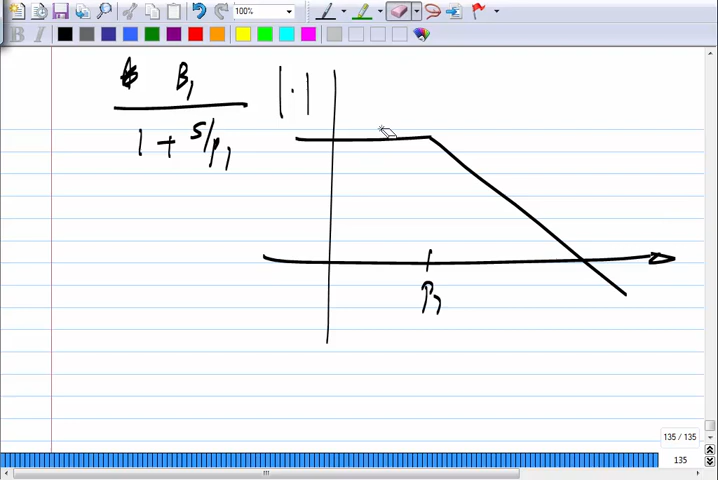 100%
B₁ |·|
1 + s/p₁
p₁
135 / 135
135